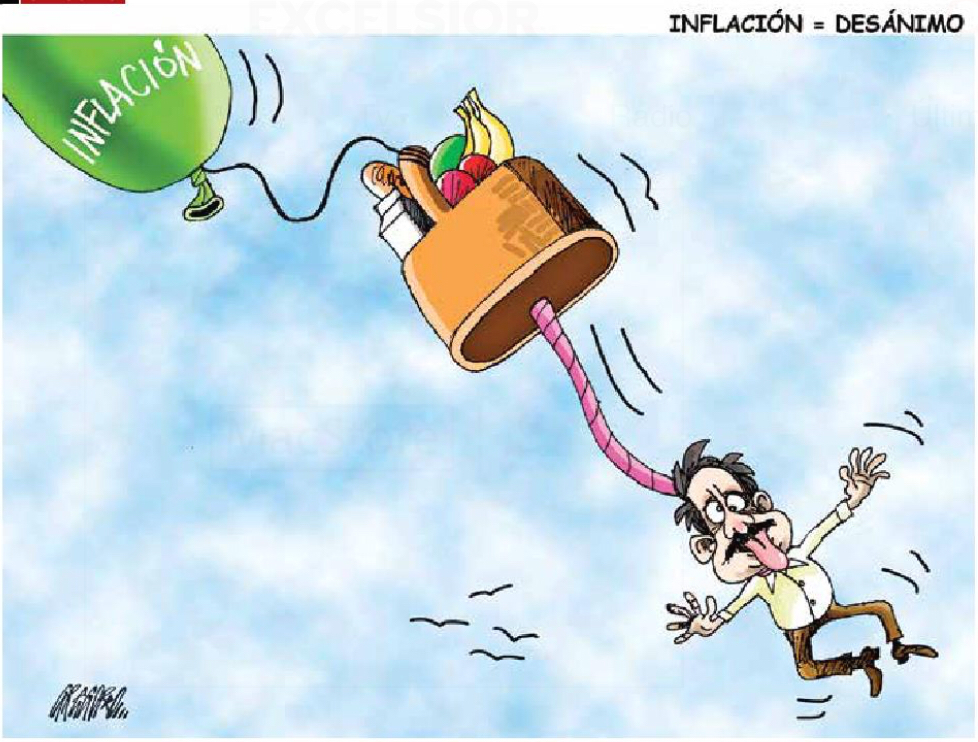 INFLACIÓN = DESÁNIMO
INFLACIÓN